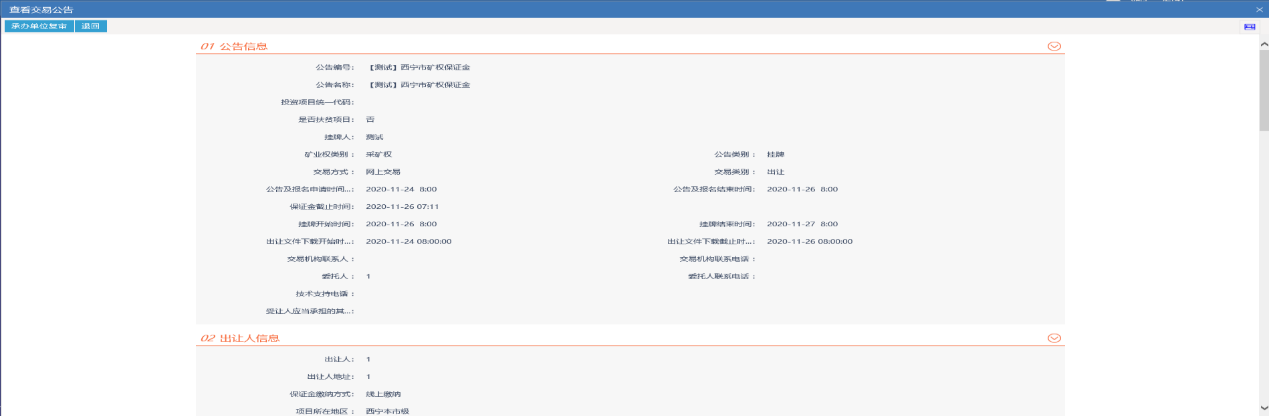 查看交易公告
承办单位复审 退回
01 公告信息
公告编号： 【测试】西宁市矿权保证金
公告名称： 【测试】西宁市矿权保证金
投资项目统一代码：
是否扶贫项目： 否
挂牌人： 测试
矿业权类别： 采矿权 公告类别： 挂牌
交易方式： 网上交易 交易类别： 出让
公告及报名申请时间...： 2020-11-24 8:00 公告及报名结束时间： 2020-11-26 8:00
保证金截止时间： 2020-11-26 07:11
挂牌开始时间： 2020-11-26 8:00 挂牌结束时间： 2020-11-27 8:00
出让文件下载开始时...： 2020-11-24 08:00:00 出让文件下载截止时...： 2020-11-26 08:00:00
交易机构联系人： 交易机构联系电话：
委托人： 1 委托人联系电话：
技术支持电话：
受让人应当承担的其...：
02 出让人信息
出让人： 1
出让人地址： 1
保证金缴纳方式： 线上缴纳
项目所在地区： 西宁本市级